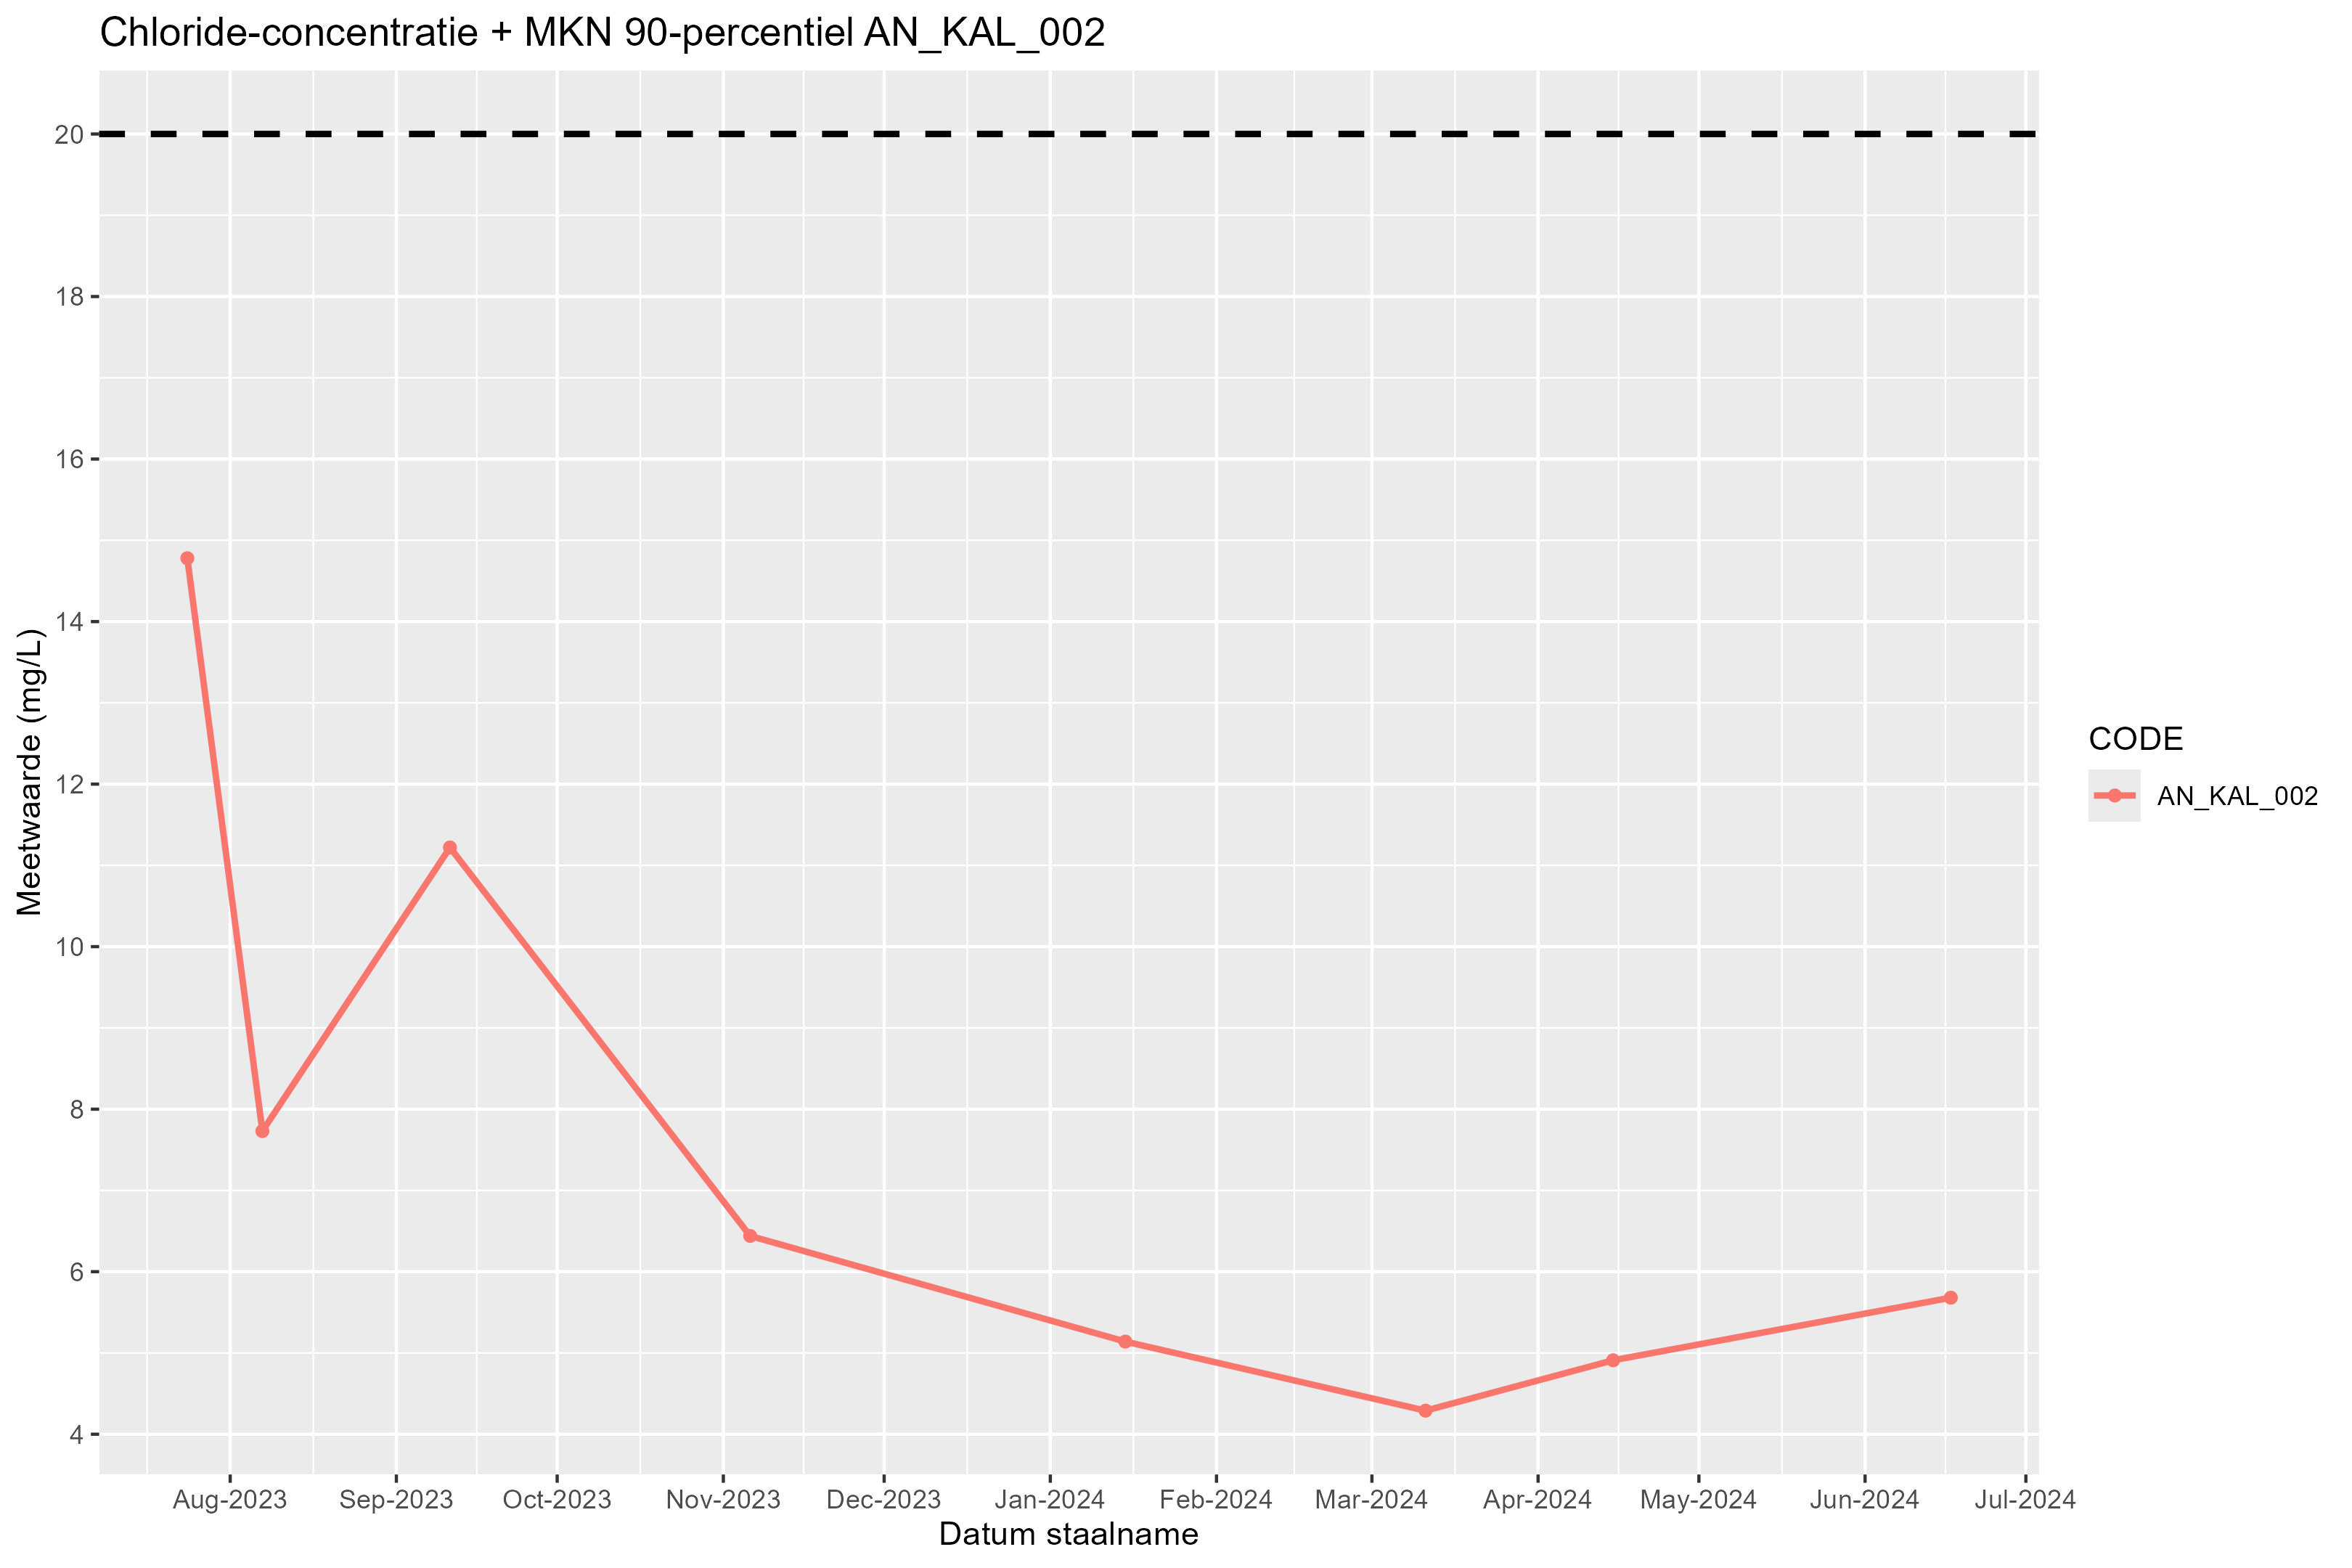 Chloride-concentratie + MKN 90-percentiel AN_KAL_002
20
18
16
14
12
10
8
6
4
Meetwaarde (mg/L)
Aug-2023 Sep-2023 Oct-2023 Nov-2023 Dec-2023 Jan-2024 Feb-2024 Mar-2024 Apr-2024 May-2024 Jun-2024 Jul-2024
Datum staalname
CODE
AN_KAL_002